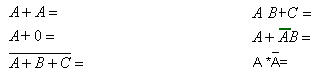 A + A =
A + 0 =
A̅ ̅+̅ ̅B̅ ̅+̅ ̅C̅ =
A B+C =
A + A̅B =
A *A̅=